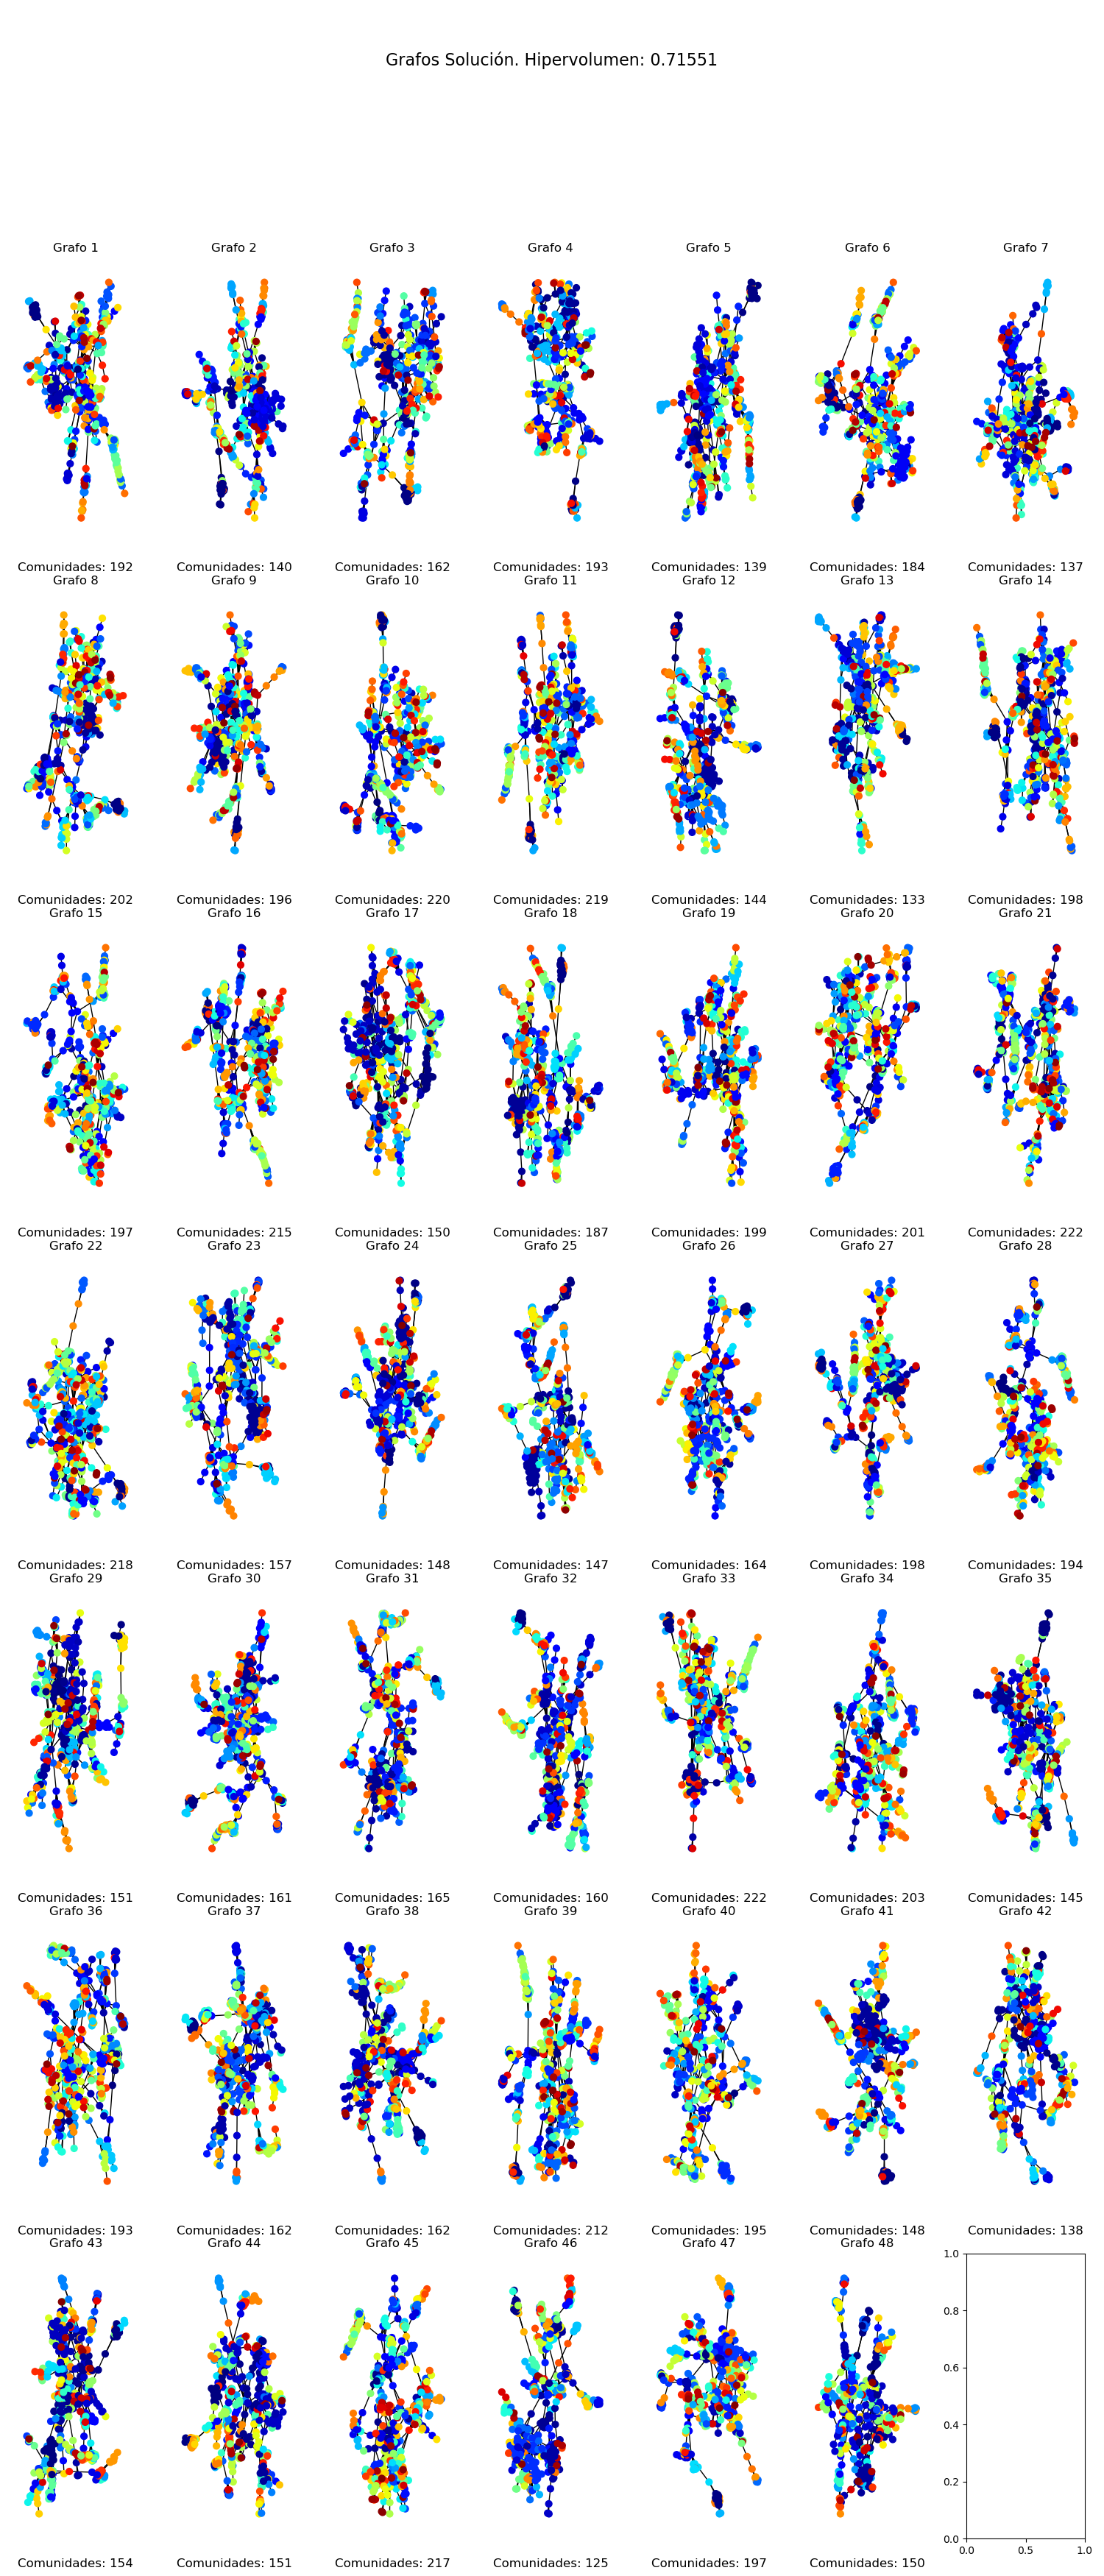 Grafos Solución. Hipervolumen: 0.71551
Grafo 1 Grafo 2 Grafo 3 Grafo 4 Grafo 5 Grafo 6 Grafo 7
Comunidades: 192 Comunidades: 140 Comunidades: 162 Comunidades: 193 Comunidades: 139 Comunidades: 184 Comunidades: 137
Grafo 8 Grafo 9 Grafo 10 Grafo 11 Grafo 12 Grafo 13 Grafo 14
Comunidades: 202 Comunidades: 196 Comunidades: 220 Comunidades: 219 Comunidades: 144 Comunidades: 133 Comunidades: 198
Grafo 15 Grafo 16 Grafo 17 Grafo 18 Grafo 19 Grafo 20 Grafo 21
Comunidades: 197 Comunidades: 215 Comunidades: 150 Comunidades: 187 Comunidades: 199 Comunidades: 201 Comunidades: 222
Grafo 22 Grafo 23 Grafo 24 Grafo 25 Grafo 26 Grafo 27 Grafo 28
Comunidades: 218 Comunidades: 157 Comunidades: 148 Comunidades: 147 Comunidades: 164 Comunidades: 198 Comunidades: 194
Grafo 29 Grafo 30 Grafo 31 Grafo 32 Grafo 33 Grafo 34 Grafo 35
Comunidades: 151 Comunidades: 161 Comunidades: 165 Comunidades: 160 Comunidades: 222 Comunidades: 203 Comunidades: 145
Grafo 36 Grafo 37 Grafo 38 Grafo 39 Grafo 40 Grafo 41 Grafo 42
Comunidades: 193 Comunidades: 162 Comunidades: 162 Comunidades: 212 Comunidades: 195 Comunidades: 148 Comunidades: 138
Grafo 43 Grafo 44 Grafo 45 Grafo 46 Grafo 47 Grafo 48
1.0
0.8
0.6
0.4
0.2
0.0
0.0 0.5 1.0
Comunidades: 154 Comunidades: 151 Comunidades: 217 Comunidades: 125 Comunidades: 197 Comunidades: 150